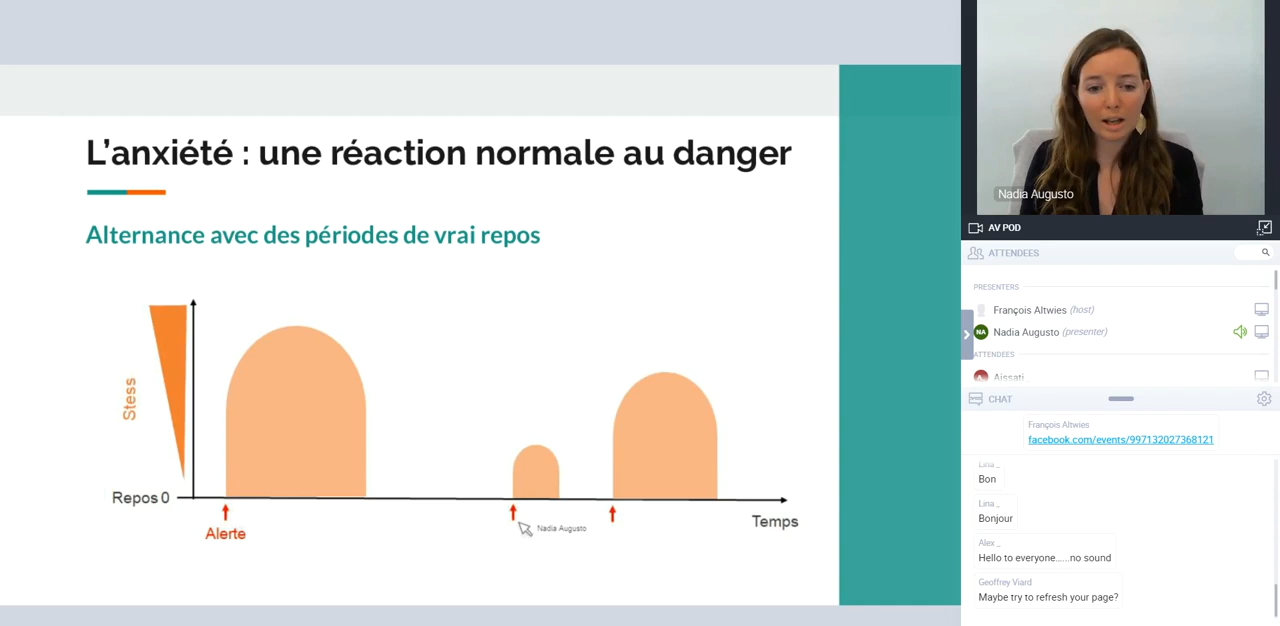 L'anxiété : une réaction normale au danger
Alternance avec des périodes de vrai repos
Stess
Repos 0
Alerte
Nadia Augusto
Temps
Nadia Augusto
AV POD
ATTENDEES
PRESENTERS
François Altwies (host)
NA
Nadia Augusto (presenter)
ATTENDEES
Aissati
CHAT
François Altwies
facebook.com/events/997132027368121
Lina _
Bon
Lina _
Bonjour
Alex _
Hello to everyone......no sound
Geoffrey Viard
Maybe try to refresh your page?